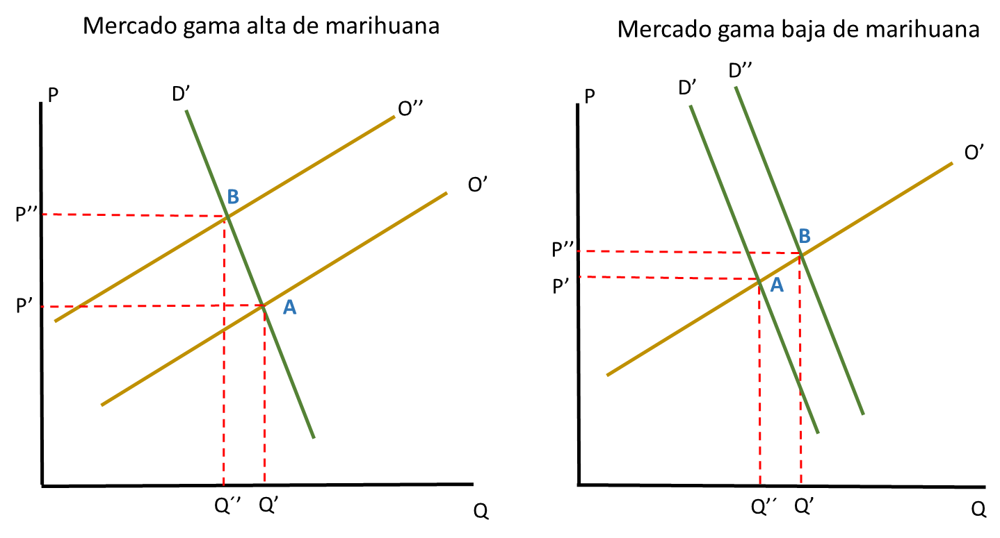 Mercado gama alta de marihuana
P
D’
O’’
O’
B
P’’
P’
A
Q´´
Q’
Q
Mercado gama baja de marihuana
D’’
D’
P
O’
B
P’’
P’
A
Q’´
Q’
Q